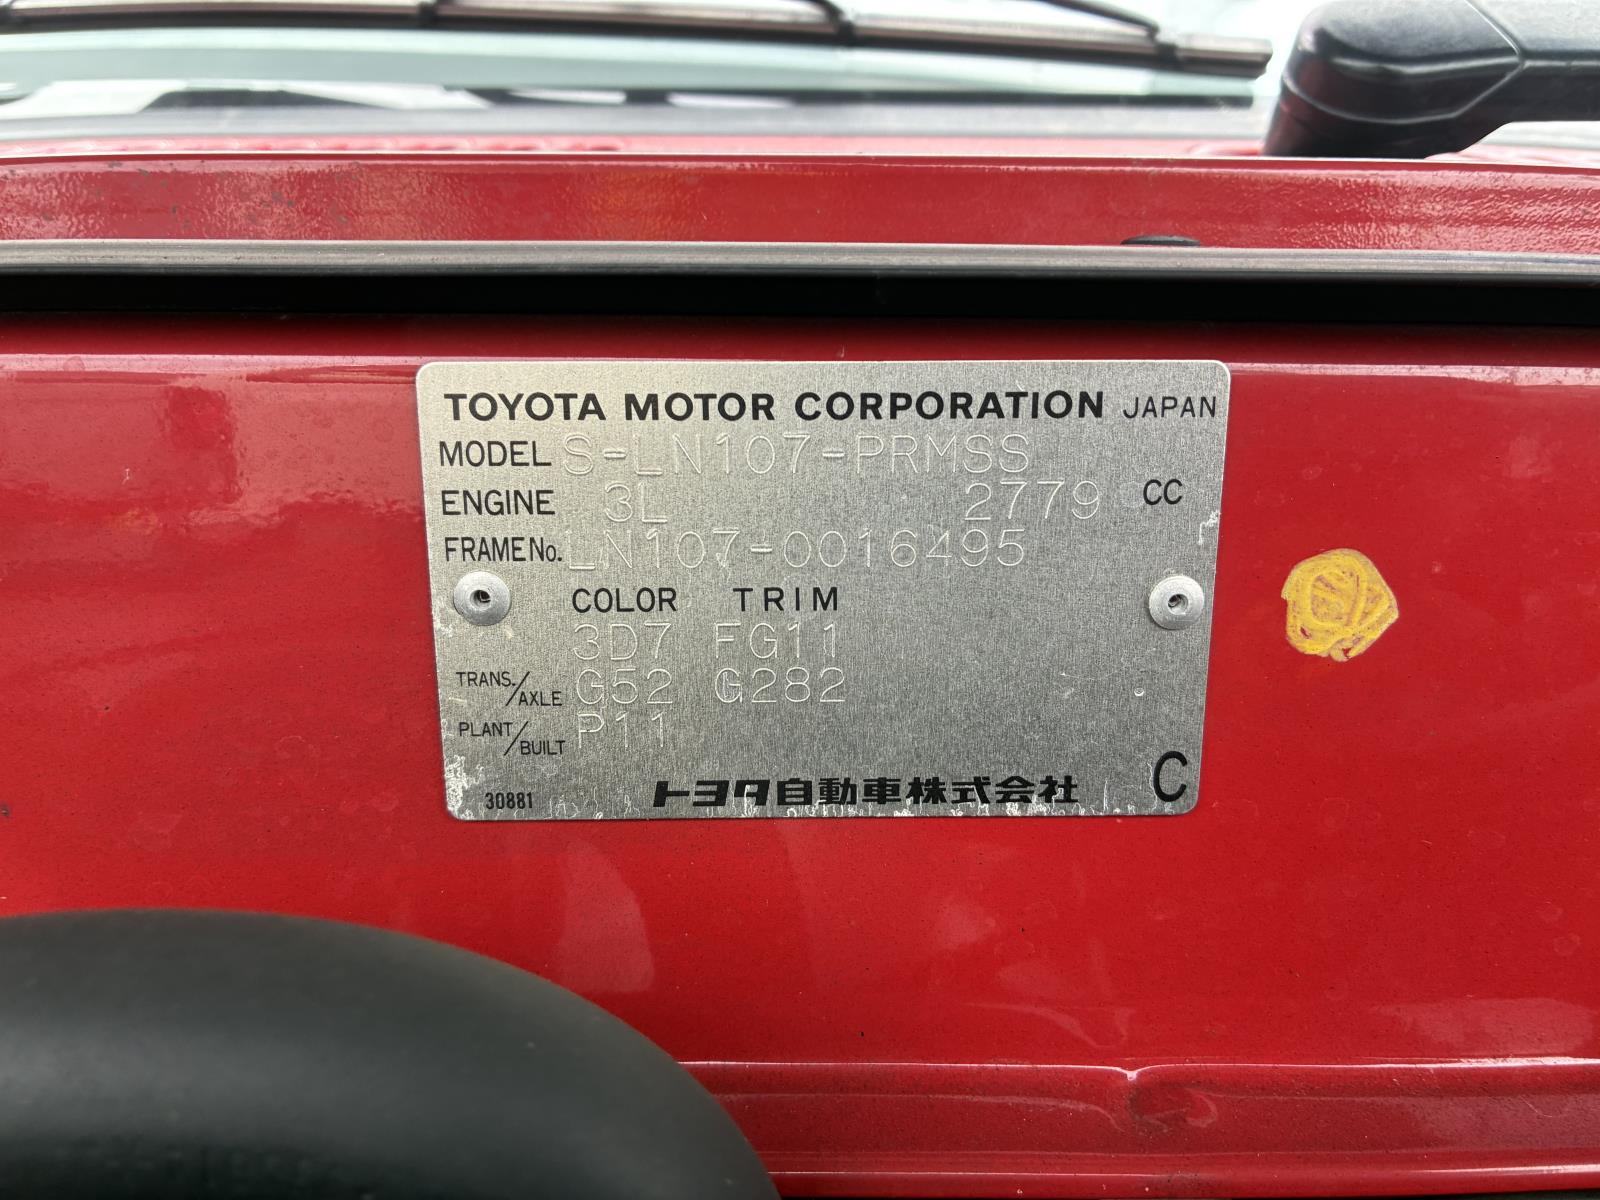 TOYOTA MOTOR CORPORATION JAPAN
MODEL S-LN107-PRMSS
ENGINE 3L 2779 CC
FRAME No. LN107-0016495
COLOR TRIM
3D7 FG11
TRANS./AXLE G52 G282
PLANT/BUILT P11
30881 トヨタ自動車株式会社 C